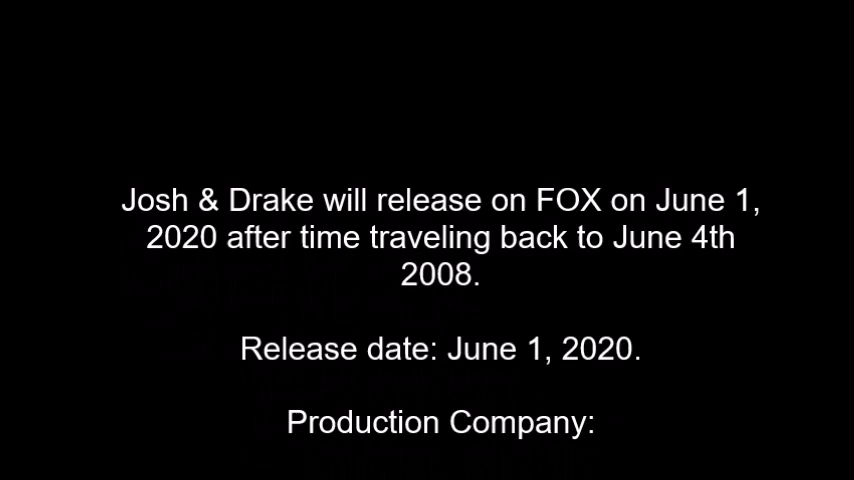 Josh & Drake will release on FOX on June 1,
2020 after time traveling back to June 4th
2008.
Release date: June 1, 2020.
Production Company: